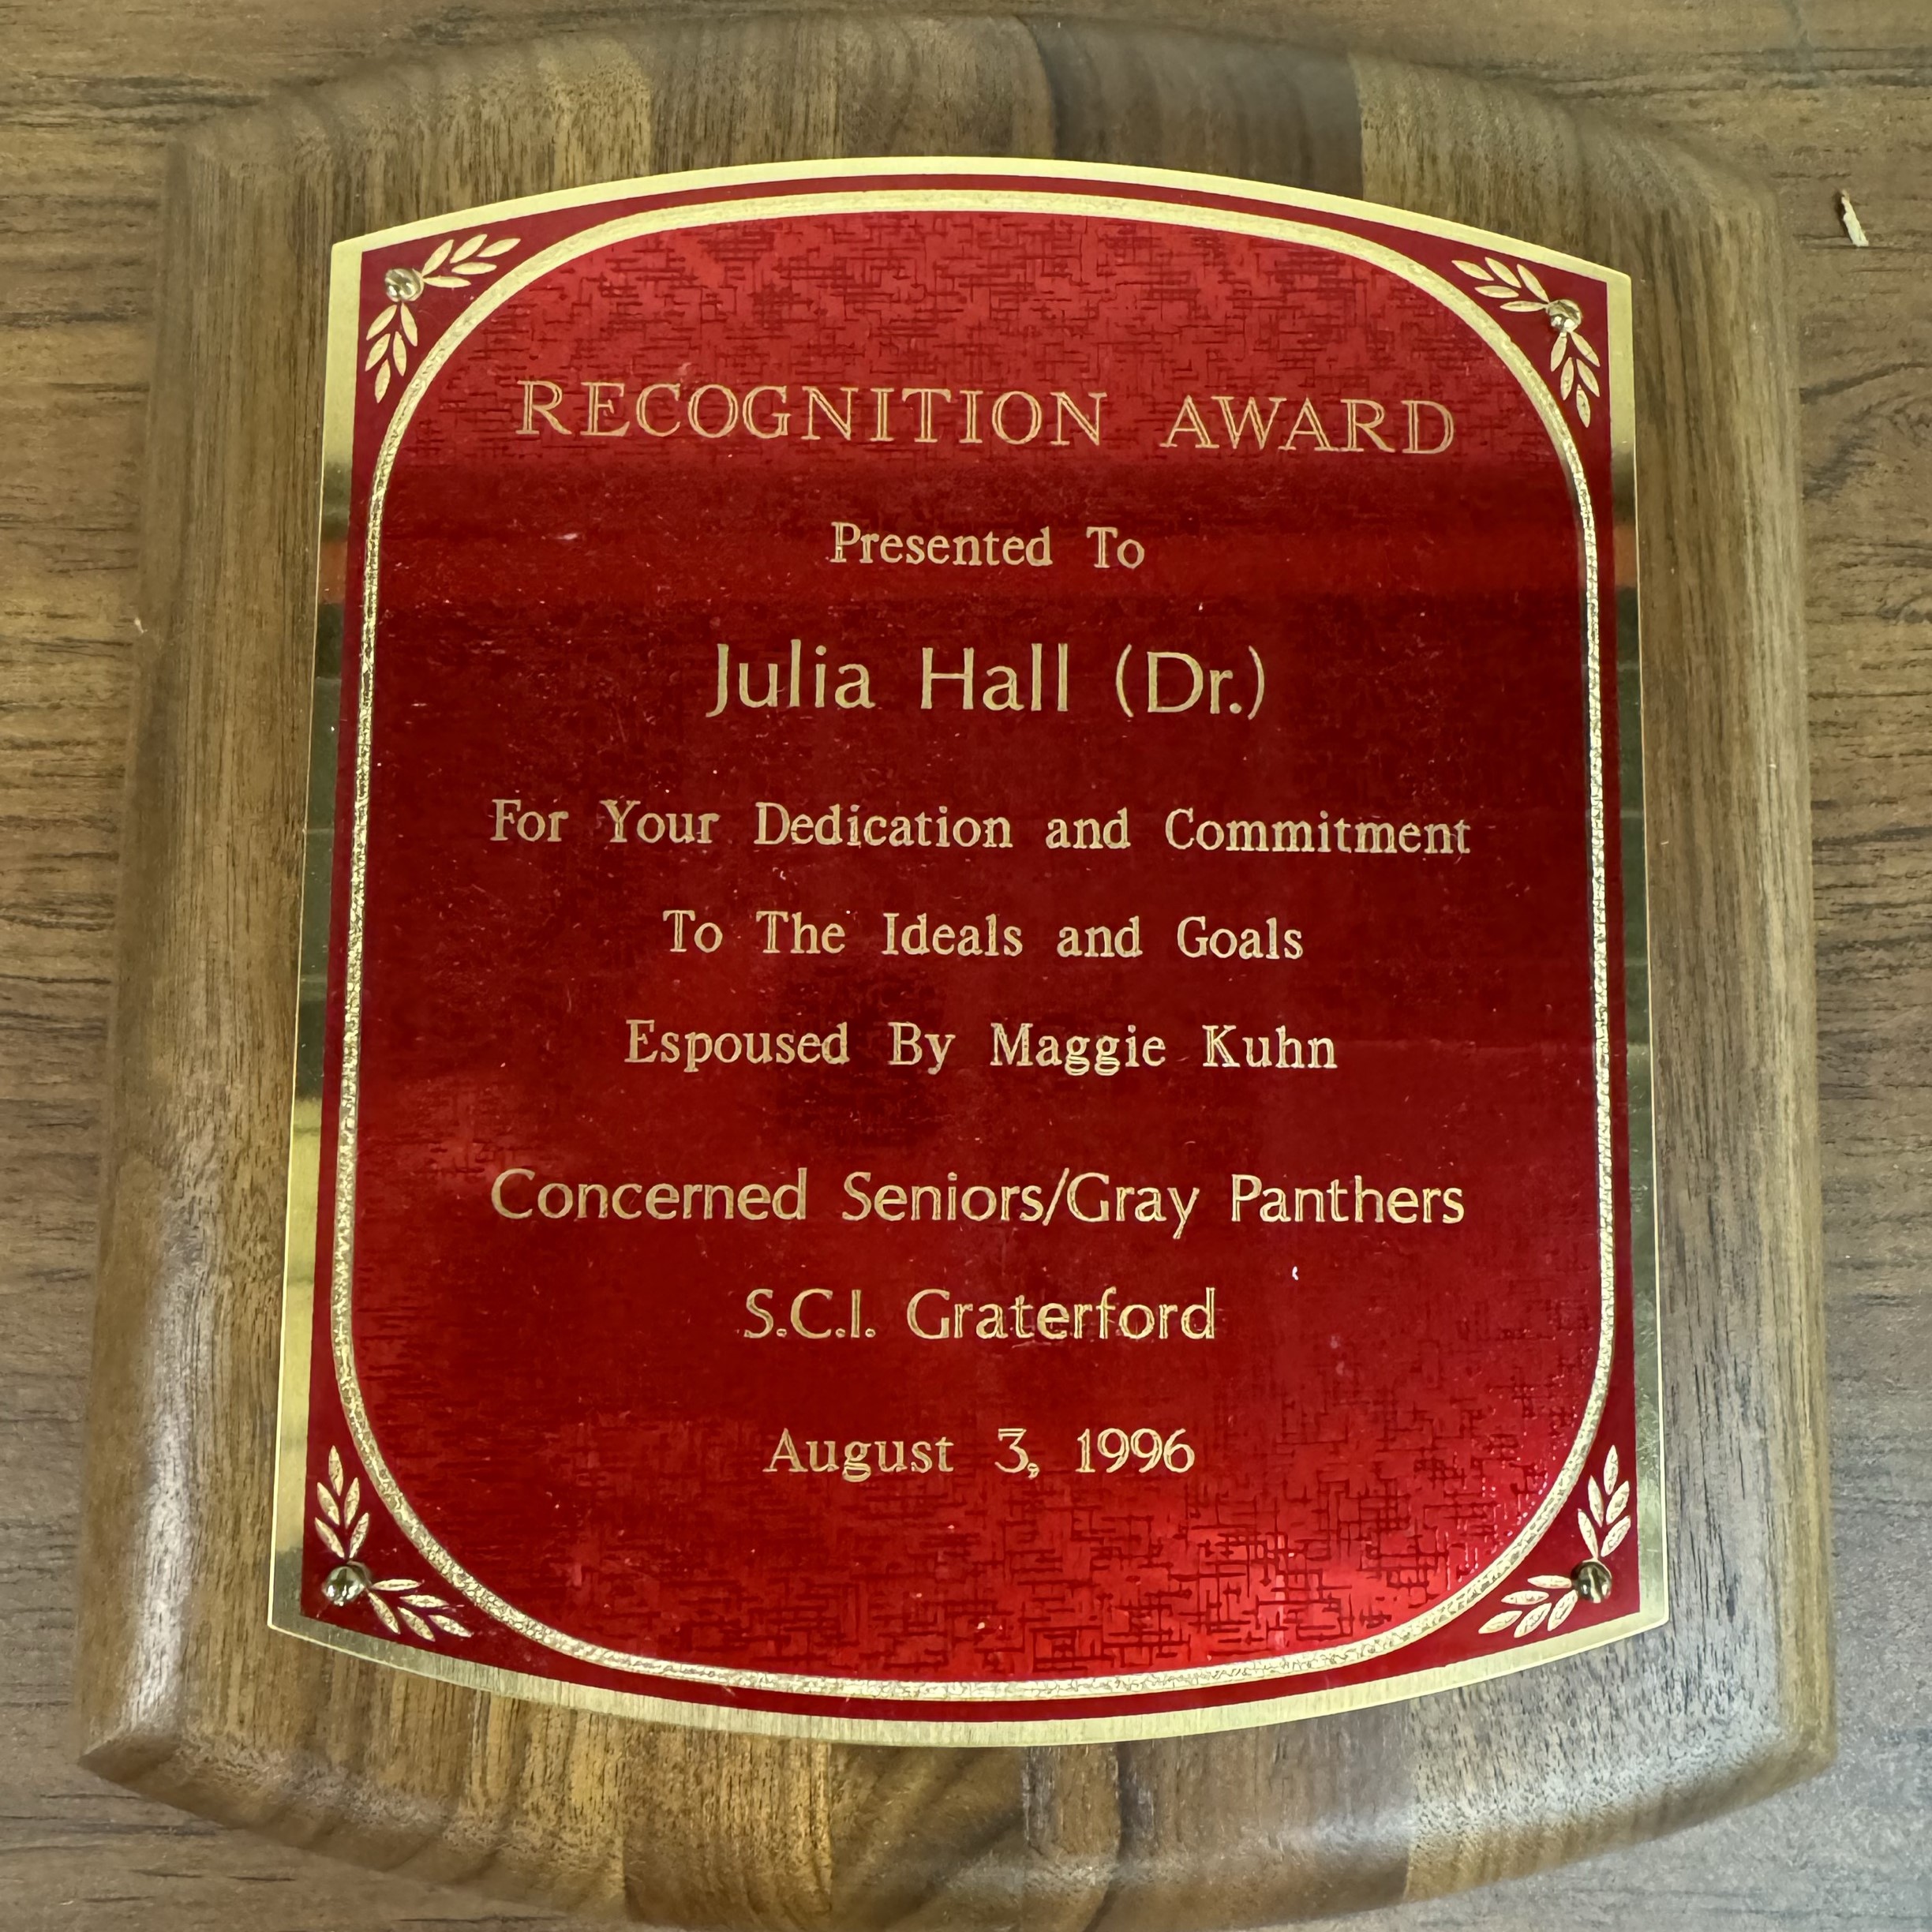 RECOGNITION AWARD
Presented To
Julia Hall (Dr.)
For Your Dedication and Commitment
To The Ideals and Goals
Espoused By Maggie Kuhn
Concerned Seniors/Gray Panthers
S.C.I. Graterford
August 3, 1996